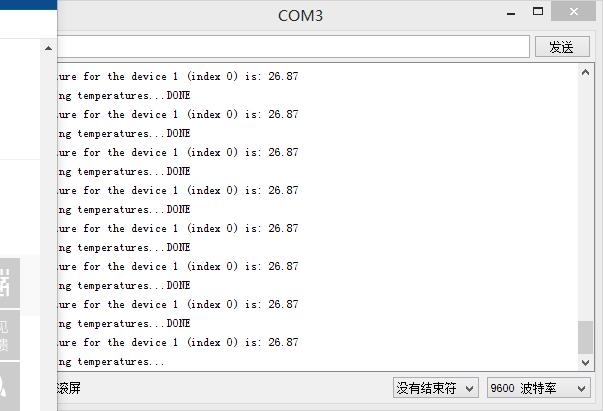 COM3
发送
ure for the device 1 (index 0) is: 26.87
ng temperatures...DONE
ure for the device 1 (index 0) is: 26.87
ng temperatures...DONE
ure for the device 1 (index 0) is: 26.87
ng temperatures...DONE
ure for the device 1 (index 0) is: 26.87
ng temperatures...DONE
ure for the device 1 (index 0) is: 26.87
ng temperatures...DONE
ure for the device 1 (index 0) is: 26.87
ng temperatures...DONE
ure for the device 1 (index 0) is: 26.87
ng temperatures...DONE
ure for the device 1 (index 0) is: 26.87
ng temperatures...
见
馈
滚屏
没有结束符
9600 波特率